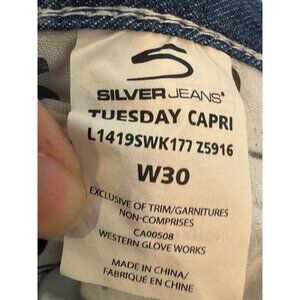 SILVER JEANS®
TUESDAY CAPRI
L1419SWK177 Z5916
W30
EXCLUSIVE OF TRIM/GARNITURES
NON-COMPRISES
CA00508
WESTERN GLOVE WORKS
MADE IN CHINA/
FABRIQUÉ EN CHINE